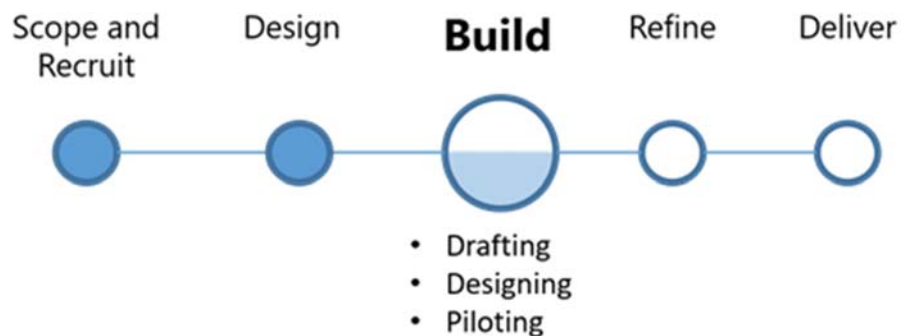 Scope and
Recruit
Design
Build
Refine
Deliver
• Drafting
• Designing
• Piloting